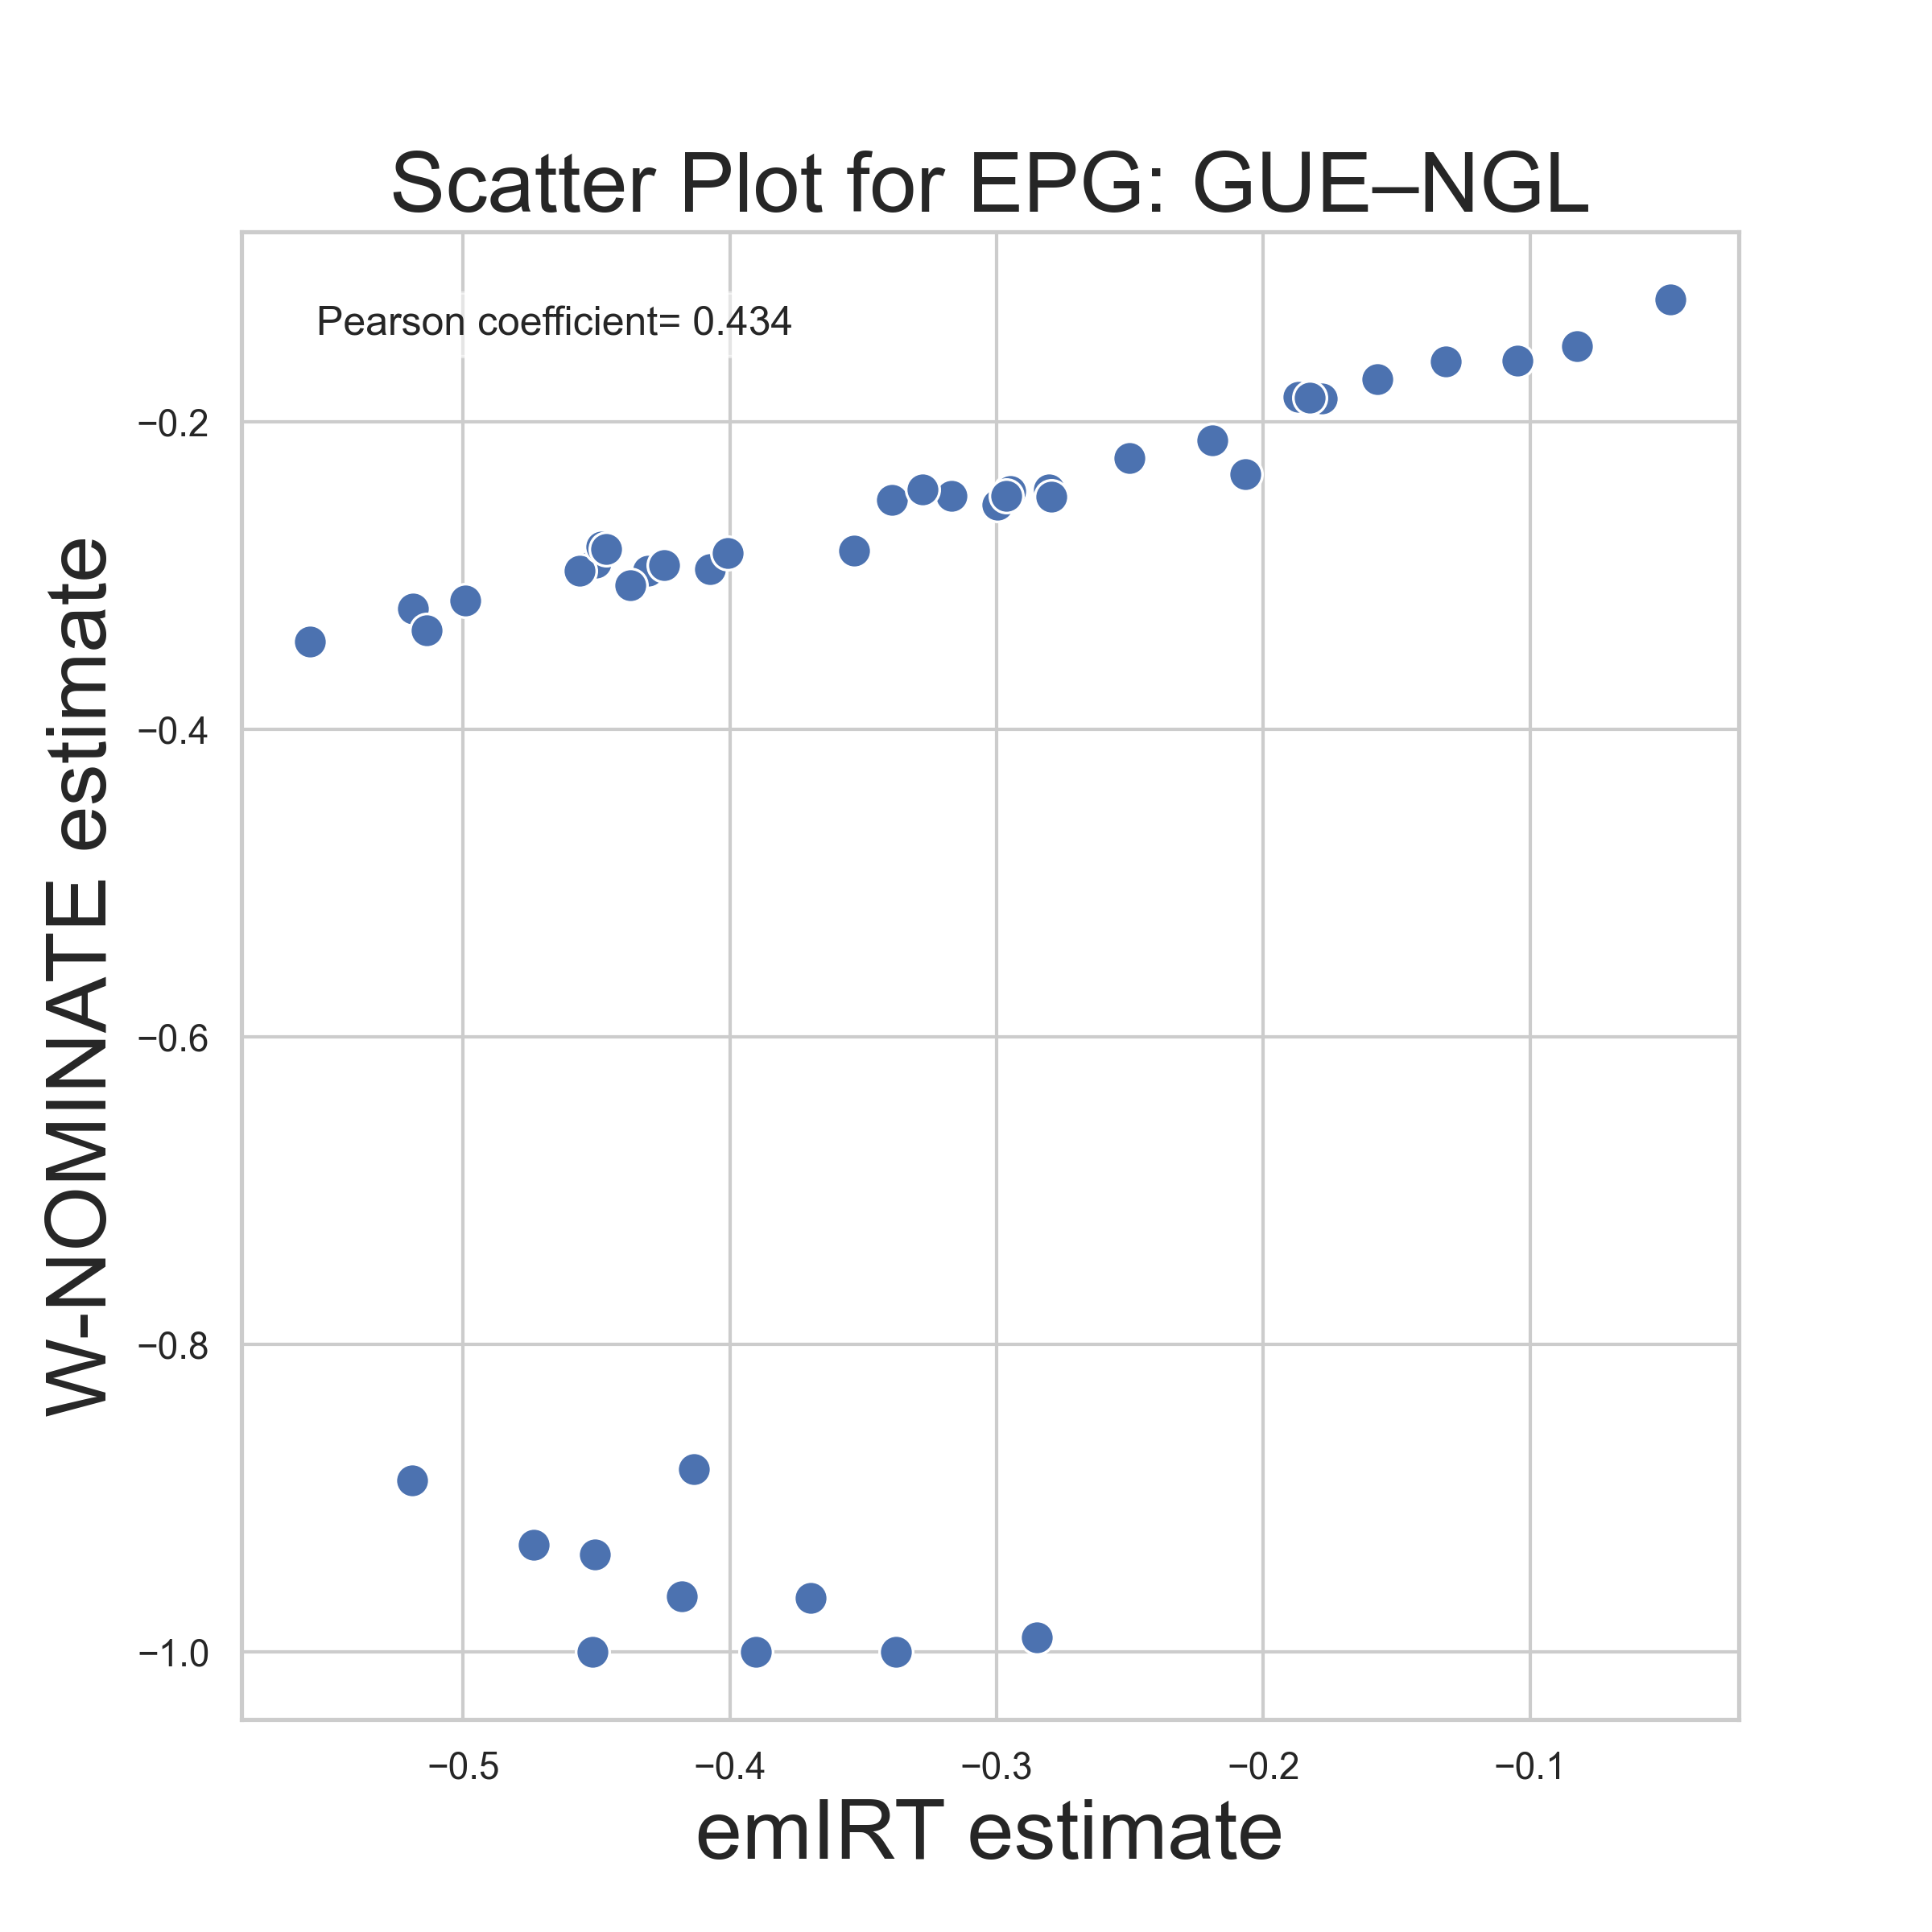 Scatter Plot for EPG: GUE–NGL
Pearson coefficient= 0.434
−0.2
−0.4
−0.6
−0.8
−1.0
W-NOMINATE estimate
−0.5
−0.4
−0.3
−0.2
−0.1
emIRT estimate